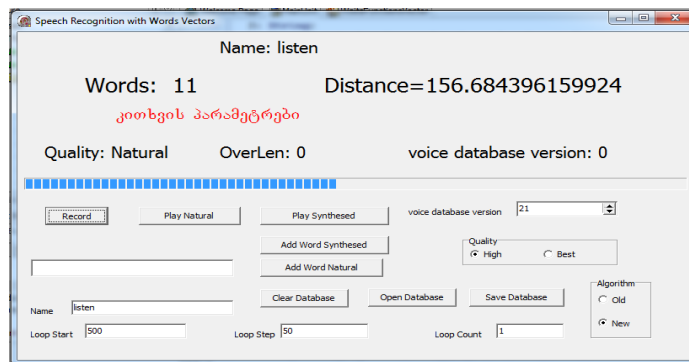 Speech Recognition with Words Vectors
Name: listen
Words: 11 Distance=156.684396159924
კითხვის პარამეტრები
Quality: Natural OverLen: 0 voice database version: 0
Record Play Natural Play Synthesed voice database version 21
Add Word Synthesed Quality
High Best
Add Word Natural
Clear Database Open Database Save Database Algorithm
Old
Name listen
New
Loop Start 500 Loop Step 50 Loop Count 1